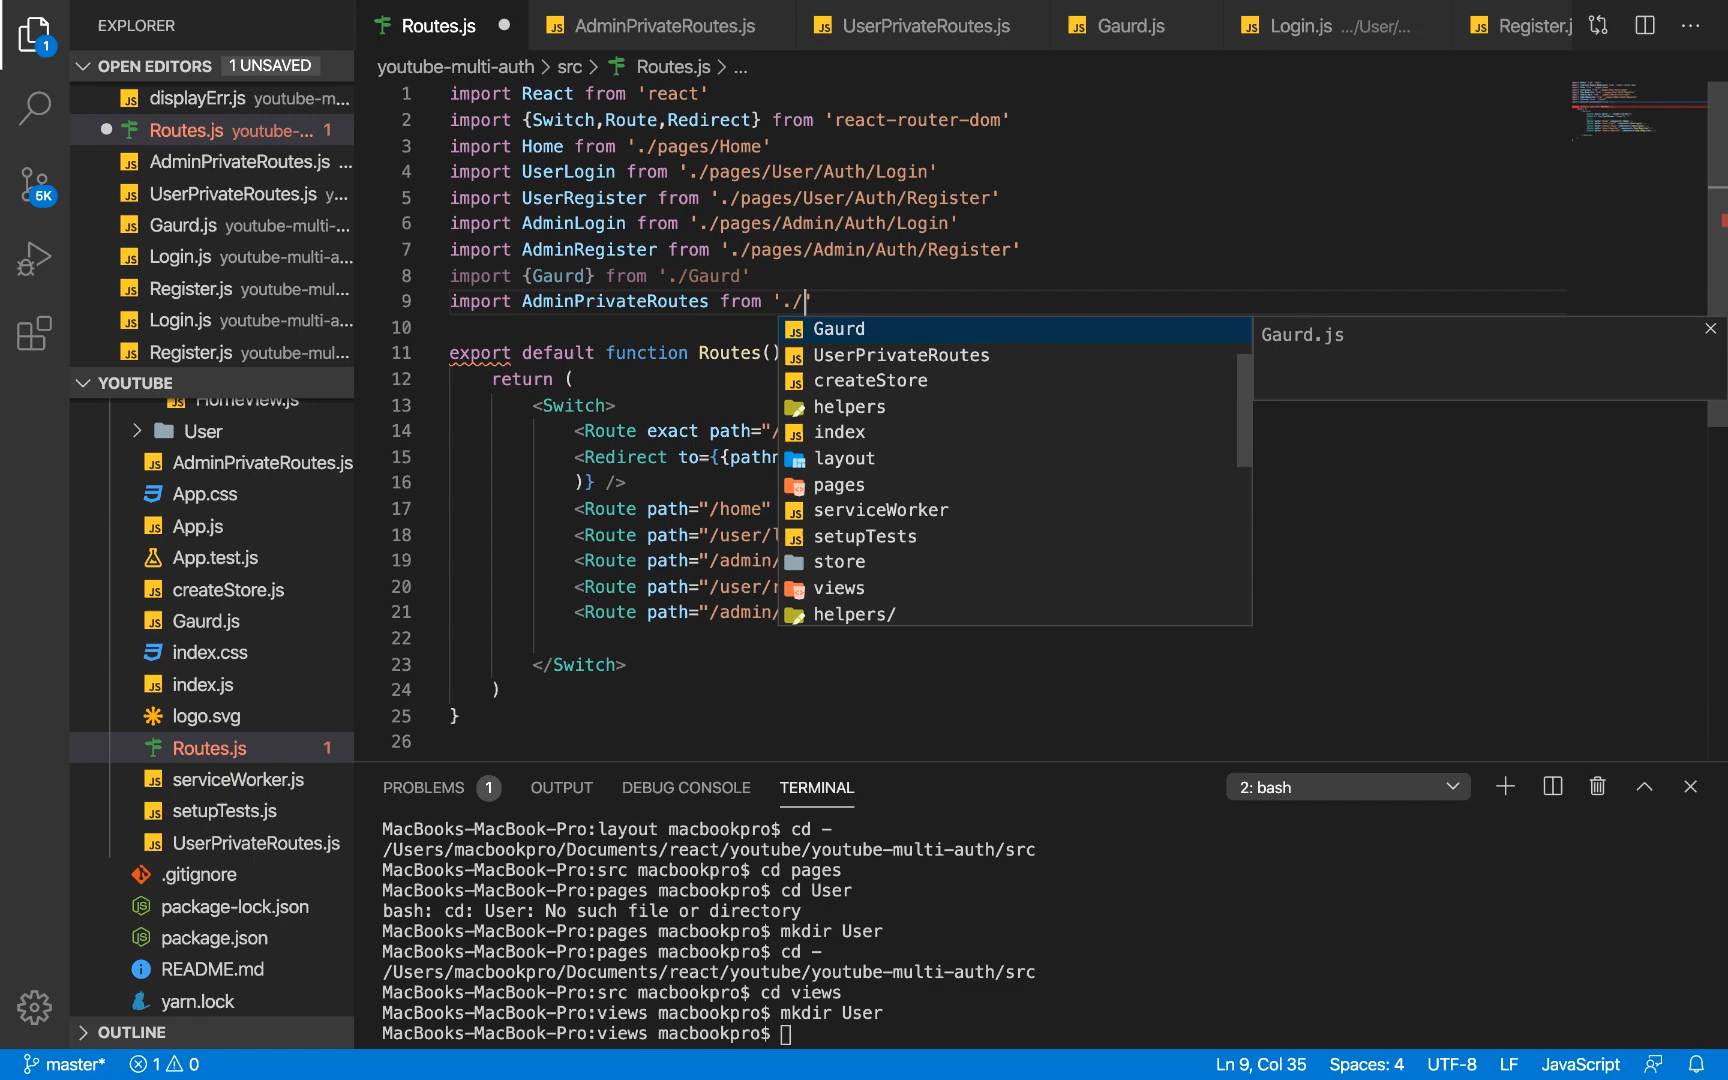 EXPLORER
OPEN EDITORS 1 UNSAVED
displayErr.js youtube-m...
Routes.js youtube-... 1
AdminPrivateRoutes.js ...
UserPrivateRoutes.js y...
Gaurd.js youtube-multi-...
Login.js youtube-multi-a...
Register.js youtube-mul...
Login.js youtube-multi-a...
Register.js youtube-mul...
YOUTUBE
HomeView.js
User
AdminPrivateRoutes.js
App.css
App.js
App.test.js
createStore.js
Gaurd.js
index.css
index.js
logo.svg
Routes.js 1
serviceWorker.js
setupTests.js
UserPrivateRoutes.js
.gitignore
package-lock.json
package.json
README.md
yarn.lock
OUTLINE
1
5K
Routes.js AdminPrivateRoutes.js UserPrivateRoutes.js Gaurd.js Login.js .../User/... Register.j
youtube-multi-auth > src > Routes.js > ...
1 import React from 'react'
2 import {Switch,Route,Redirect} from 'react-router-dom'
3 import Home from './pages/Home'
4 import UserLogin from './pages/User/Auth/Login'
5 import UserRegister from './pages/User/Auth/Register'
6 import AdminLogin from './pages/Admin/Auth/Login'
7 import AdminRegister from './pages/Admin/Auth/Register'
8 import {Gaurd} from './Gaurd'
9 import AdminPrivateRoutes from './'
10
11 export default function Routes()
12 return (
13 <Switch>
14 <Route exact path="/
15 <Redirect to={{pathn
16 )} />
17 <Route path="/home"
18 <Route path="/user/l
19 <Route path="/admin/
20 <Route path="/user/r
21 <Route path="/admin/
22
23 </Switch>
24 )
25 }
26
Gaurd
UserPrivateRoutes
createStore
helpers
index
layout
pages
serviceWorker
setupTests
store
views
helpers/
Gaurd.js
PROBLEMS 1 OUTPUT DEBUG CONSOLE TERMINAL 2: bash
MacBooks-MacBook-Pro:layout macbookpro$ cd -
/Users/macbookpro/Documents/react/youtube/youtube-multi-auth/src
MacBooks-MacBook-Pro:src macbookpro$ cd pages
MacBooks-MacBook-Pro:pages macbookpro$ cd User
bash: cd: User: No such file or directory
MacBooks-MacBook-Pro:pages macbookpro$ mkdir User
MacBooks-MacBook-Pro:pages macbookpro$ cd -
/Users/macbookpro/Documents/react/youtube/youtube-multi-auth/src
MacBooks-MacBook-Pro:src macbookpro$ cd views
MacBooks-MacBook-Pro:views macbookpro$ mkdir User
MacBooks-MacBook-Pro:views macbookpro$
master* 1 0 Ln 9, Col 35 Spaces: 4 UTF-8 LF JavaScript